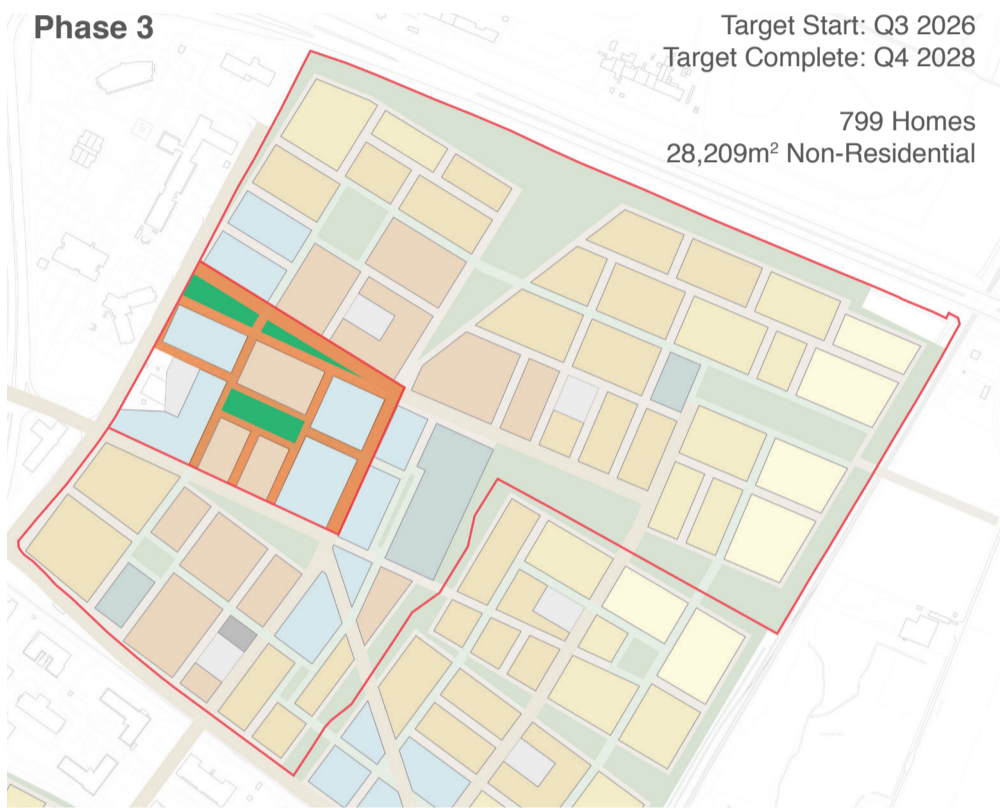 Phase 3
Target Start: Q3 2026
Target Complete: Q4 2028
799 Homes
28,209m² Non-Residential